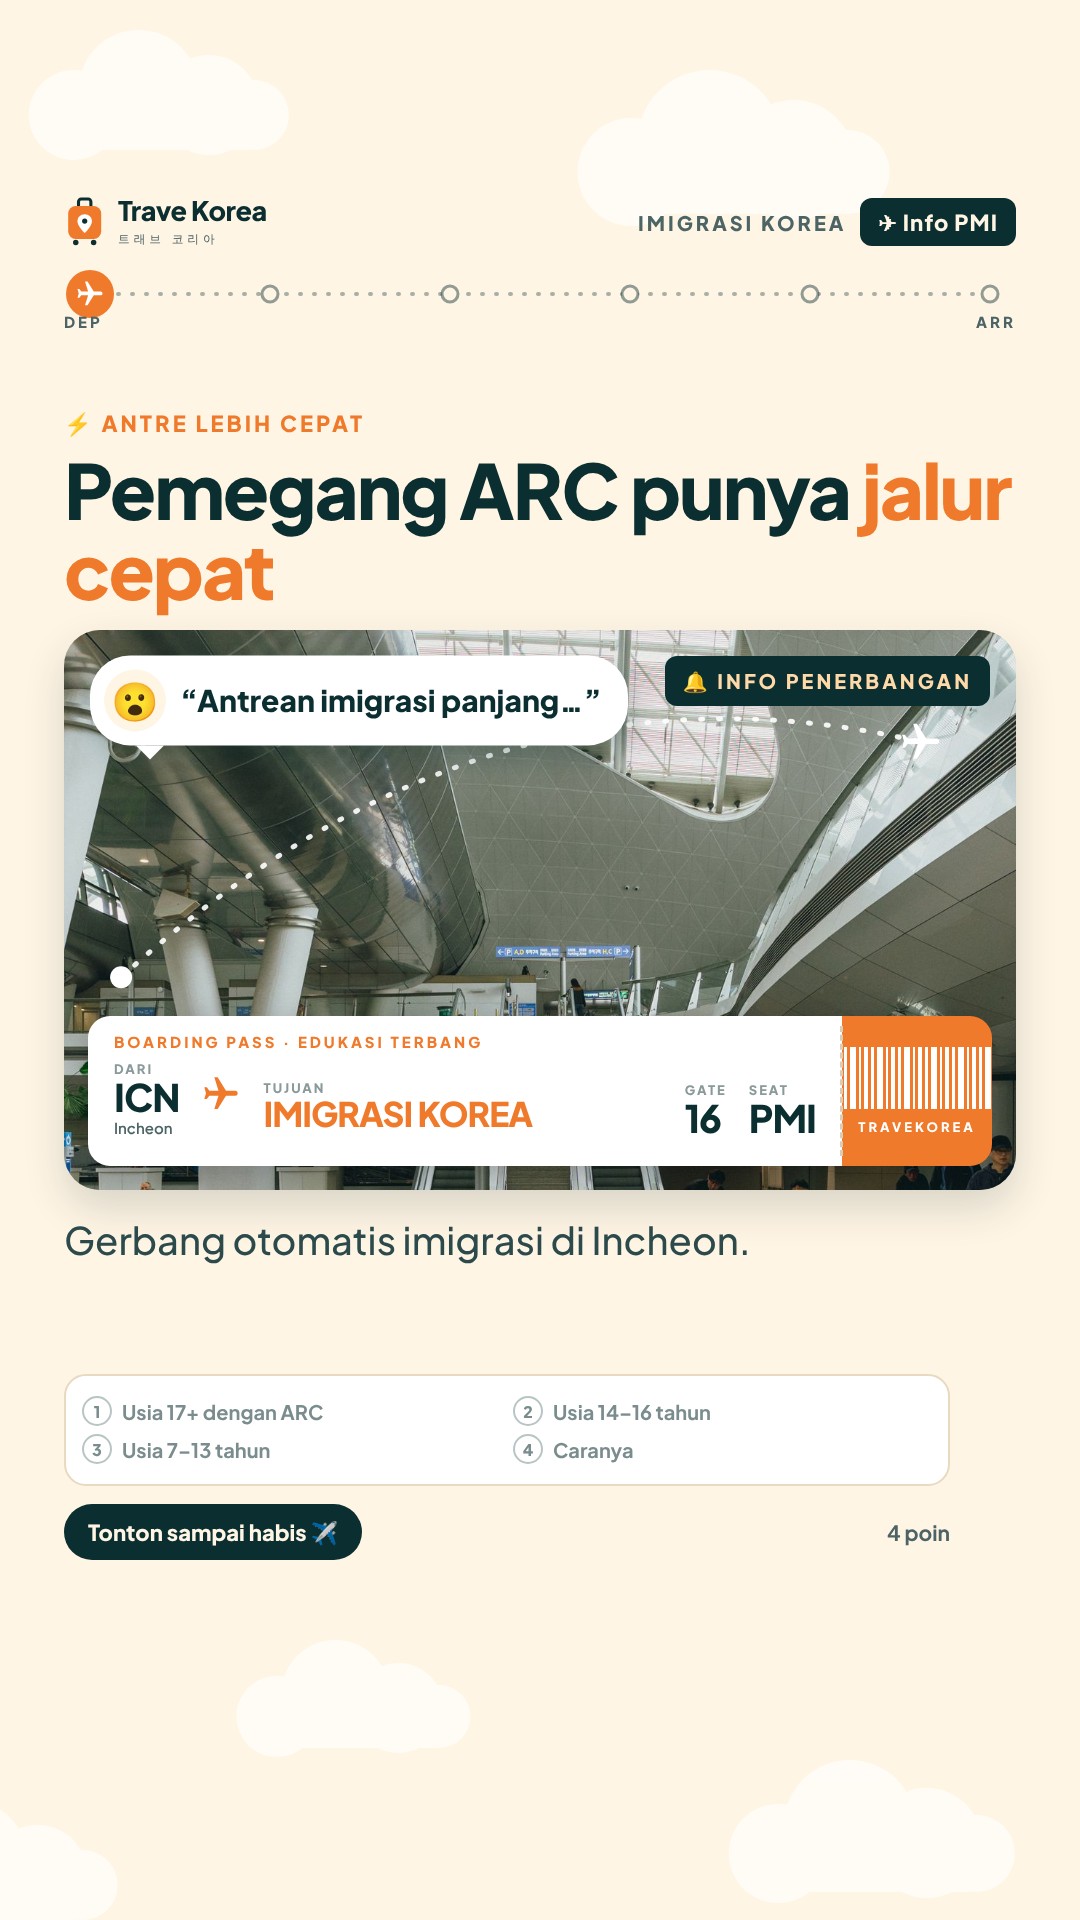 Trave Korea
트래브 코리아
IMIGRASI KOREA
✈ Info PMI
DEP
ARR
⚡ ANTRE LEBIH CEPAT
Pemegang ARC punya jalur
cepat
😮 “Antrean imigrasi panjang…”
🔔 INFO PENERBANGAN
BOARDING PASS · EDUKASI TERBANG
DARI
ICN
Incheon
TUJUAN
IMIGRASI KOREA
GATE
16
SEAT
PMI
TRAVEKOREA
Gerbang otomatis imigrasi di Incheon.
1 Usia 17+ dengan ARC
2 Usia 14–16 tahun
3 Usia 7–13 tahun
4 Caranya
Tonton sampai habis ✈️
4 poin